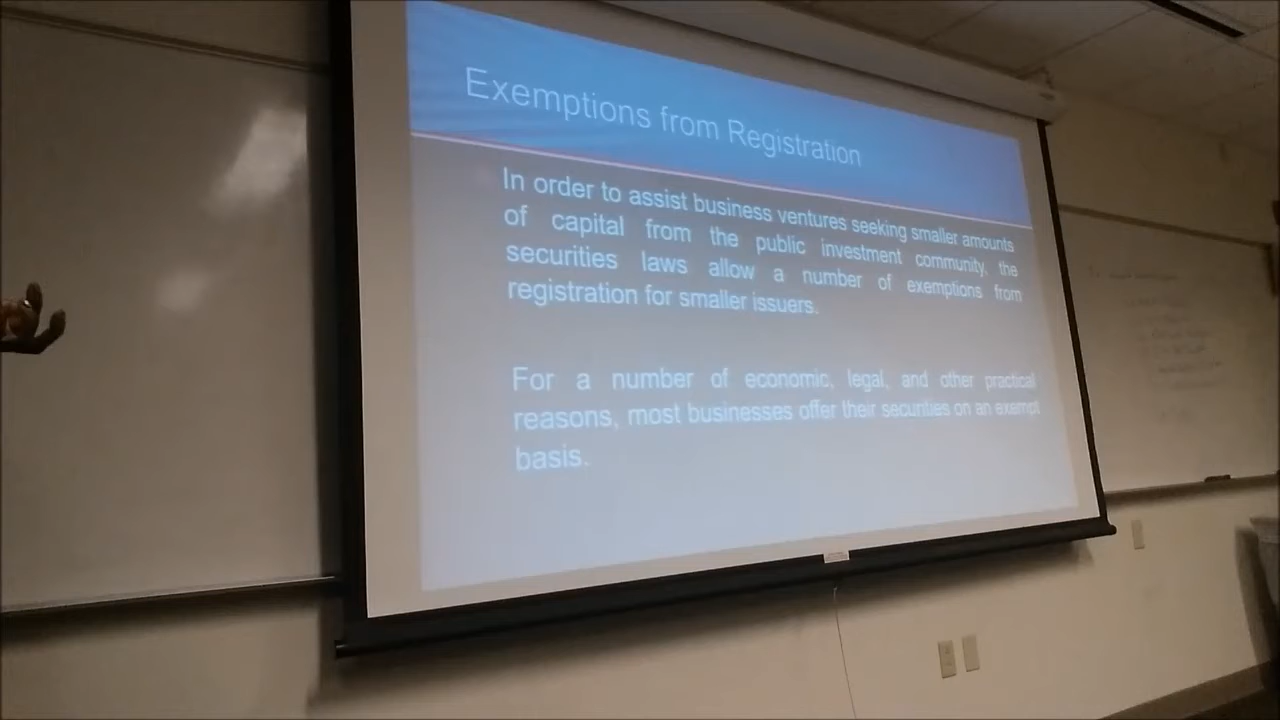 Exemptions from Registration
In order to assist business ventures seeking smaller amounts
of capital from the public investment community, the
securities laws allow a number of exemptions from
registration for smaller issuers.
For a number of economic, legal, and other practical
reasons, most businesses offer their securities on an exempt
basis.